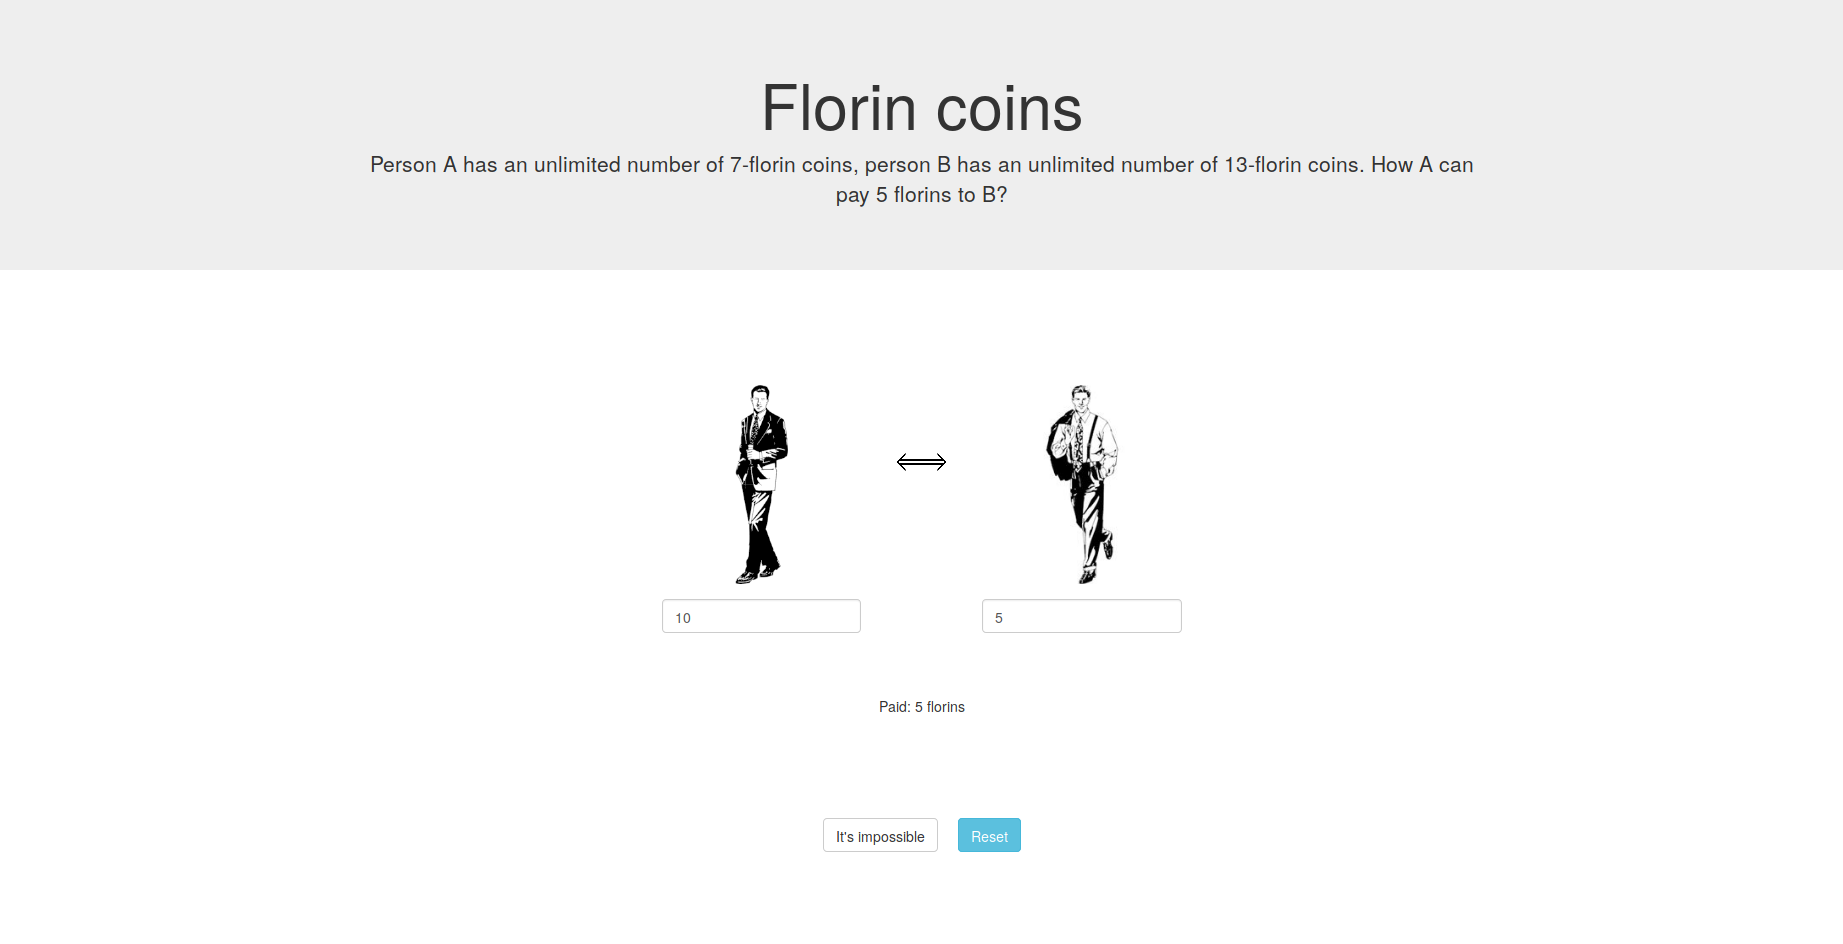 Florin coins
Person A has an unlimited number of 7-florin coins, person B has an unlimited number of 13-florin coins. How A can
pay 5 florins to B?
10
5
Paid: 5 florins
It's impossible
Reset